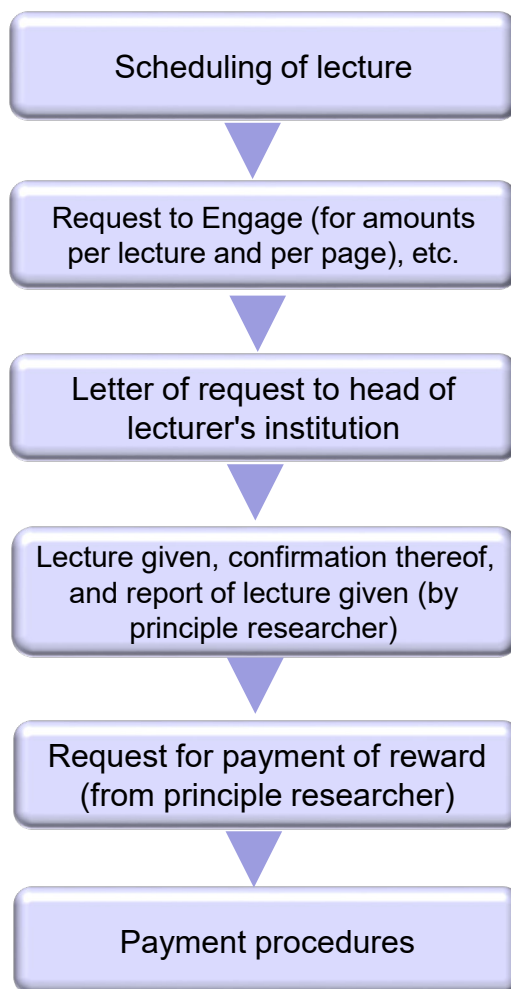 Scheduling of lecture
Request to Engage (for amounts
per lecture and per page), etc.
Letter of request to head of
lecturer's institution
Lecture given, confirmation thereof,
and report of lecture given (by
principle researcher)
Request for payment of reward
(from principle researcher)
Payment procedures